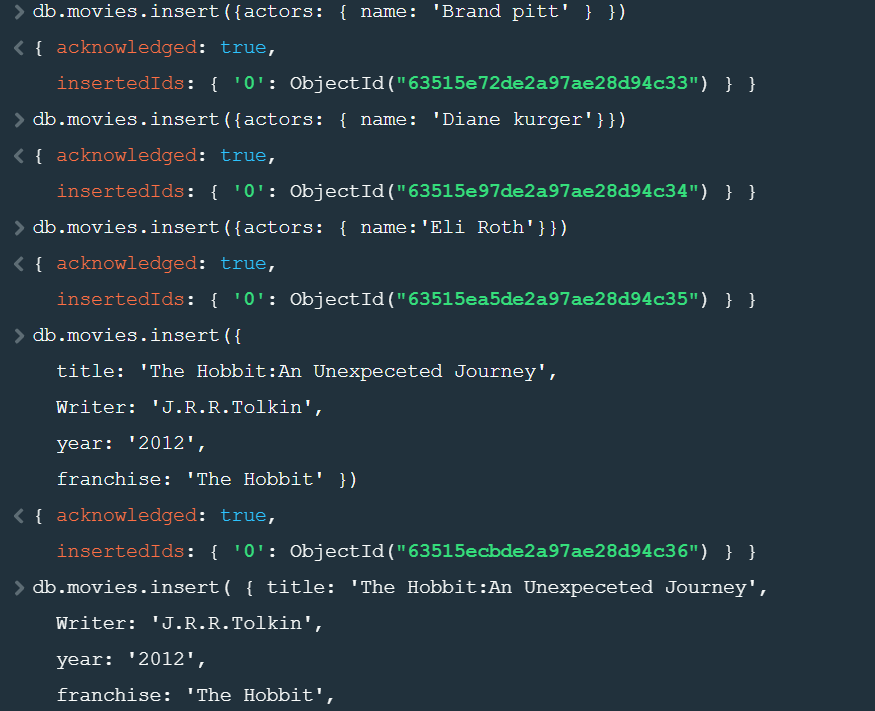 > db.movies.insert({actors: { name: 'Brand pitt' } })
< { acknowledged: true,
insertedIds: { '0': ObjectId("63515e72de2a97ae28d94c33") } }
> db.movies.insert({actors: { name: 'Diane kurger'}})
< { acknowledged: true,
insertedIds: { '0': ObjectId("63515e97de2a97ae28d94c34") } }
> db.movies.insert({actors: { name:'Eli Roth'}})
< { acknowledged: true,
insertedIds: { '0': ObjectId("63515ea5de2a97ae28d94c35") } }
> db.movies.insert({
title: 'The Hobbit:An Unexpeceted Journey',
Writer: 'J.R.R.Tolkin',
year: '2012',
franchise: 'The Hobbit' })
< { acknowledged: true,
insertedIds: { '0': ObjectId("63515ecbde2a97ae28d94c36") } }
> db.movies.insert( { title: 'The Hobbit:An Unexpeceted Journey',
Writer: 'J.R.R.Tolkin',
year: '2012',
franchise: 'The Hobbit',